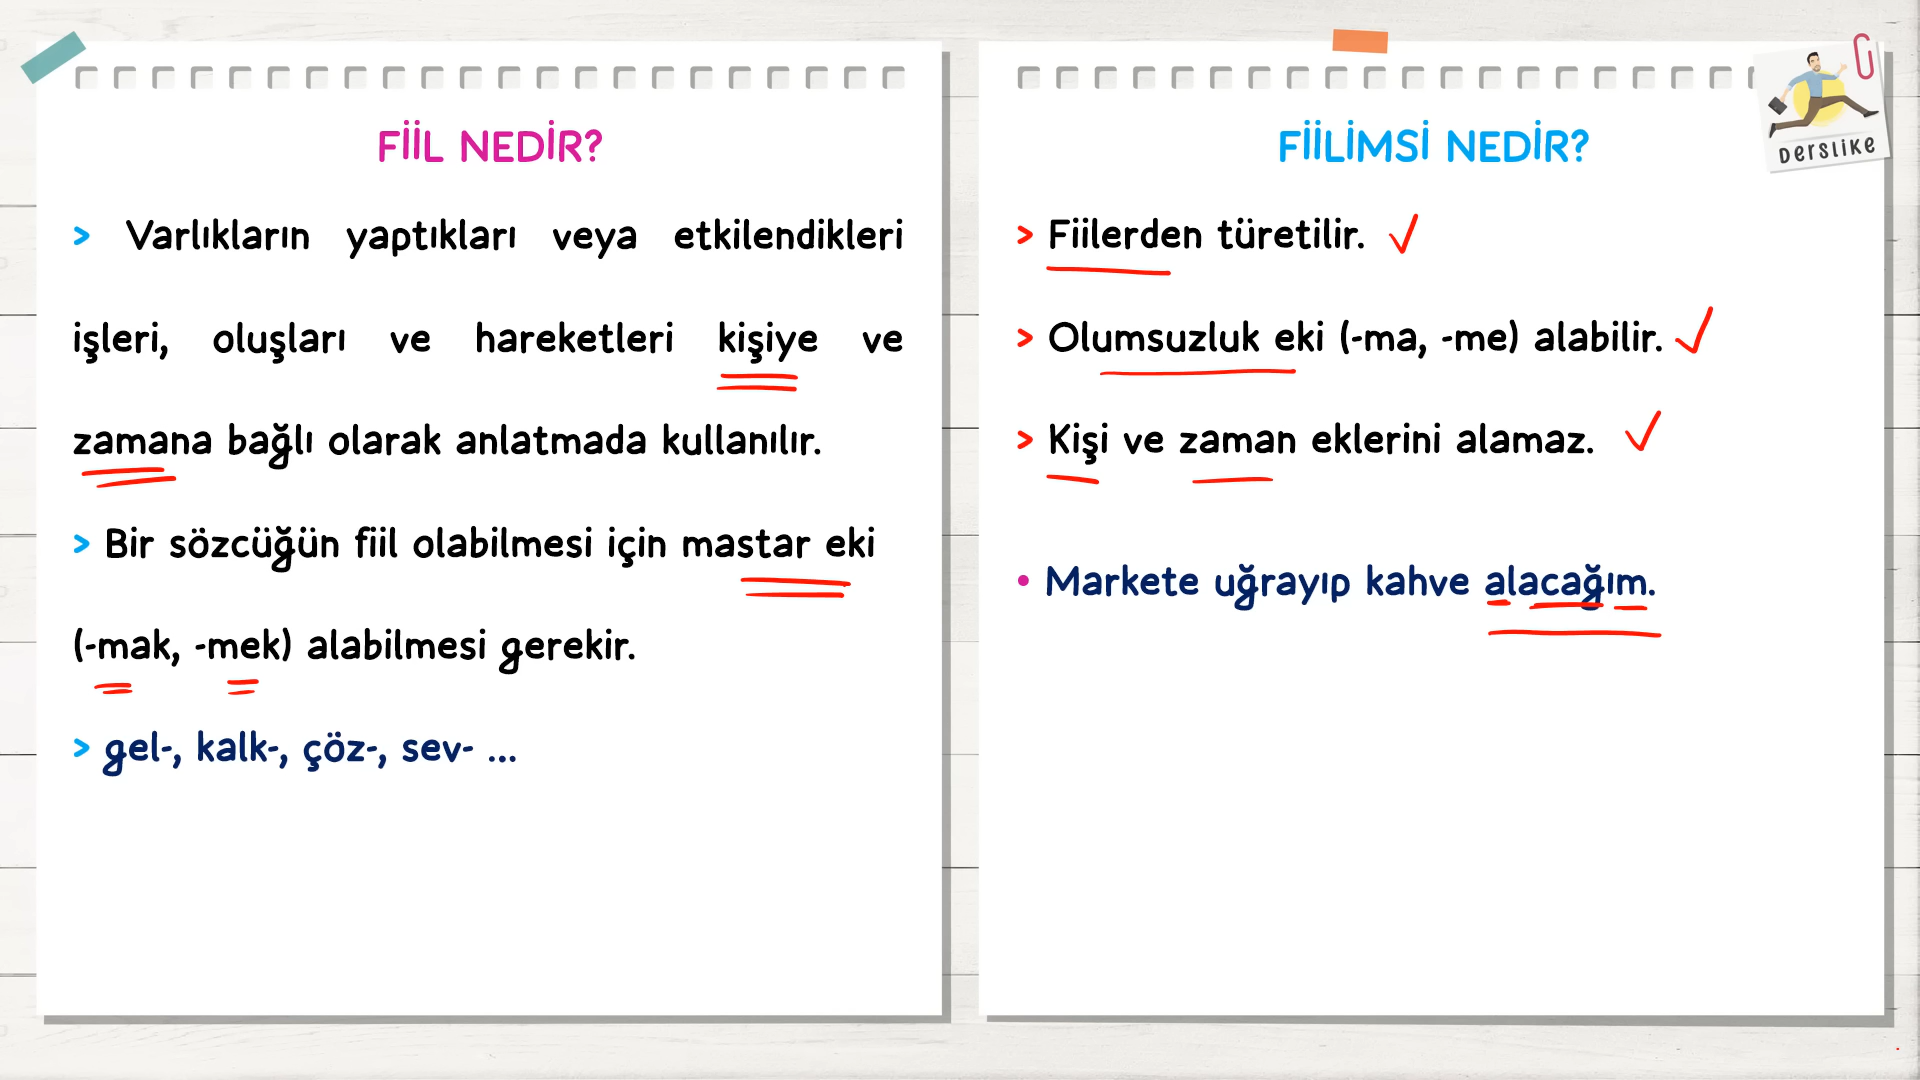 FİİL NEDİR?
> Varlıkların yaptıkları veya etkilendikleri
işleri, oluşları ve hareketleri kişiye ve
zamana bağlı olarak anlatmada kullanılır.
> Bir sözcüğün fiil olabilmesi için mastar eki
(-mak, -mek) alabilmesi gerekir.
> gel-, kalk-, çöz-, sev- ...
FİİLİMSİ NEDİR?
> Fiilerden türetilir.
> Olumsuzluk eki (-ma, -me) alabilir.
> Kişi ve zaman eklerini alamaz.
• Markete uğrayıp kahve alacağım.
DERSLİKE